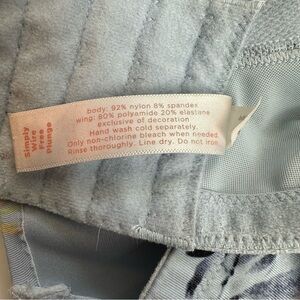 Simply
Wire
Free
Plunge
body: 92% nylon 8% spandex
wing: 80% polyamide 20% elastane
exclusive of decoration
Hand wash cold separately.
Only non-chlorine bleach when needed.
Rinse thoroughly. Line dry. Do not iron.